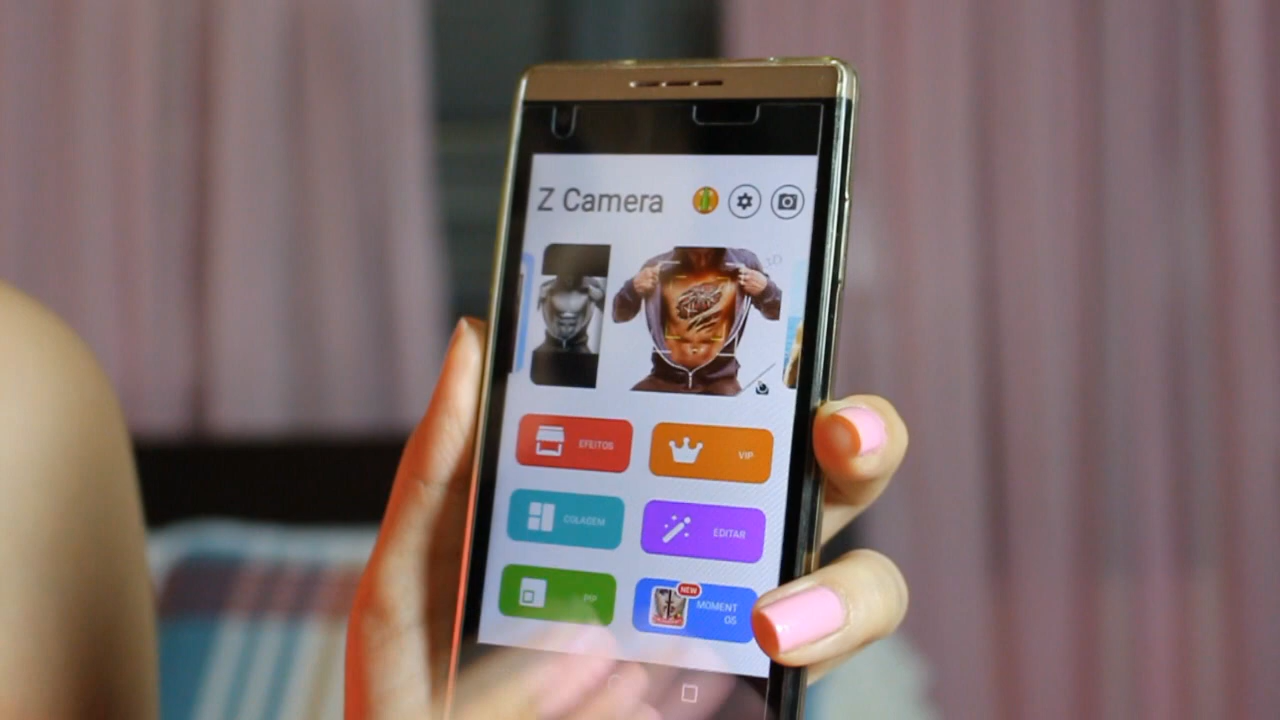 Z Camera
EFEITOS
VIP
COLAGEM
EDITAR
PIP
NEW
MOMENT
OS